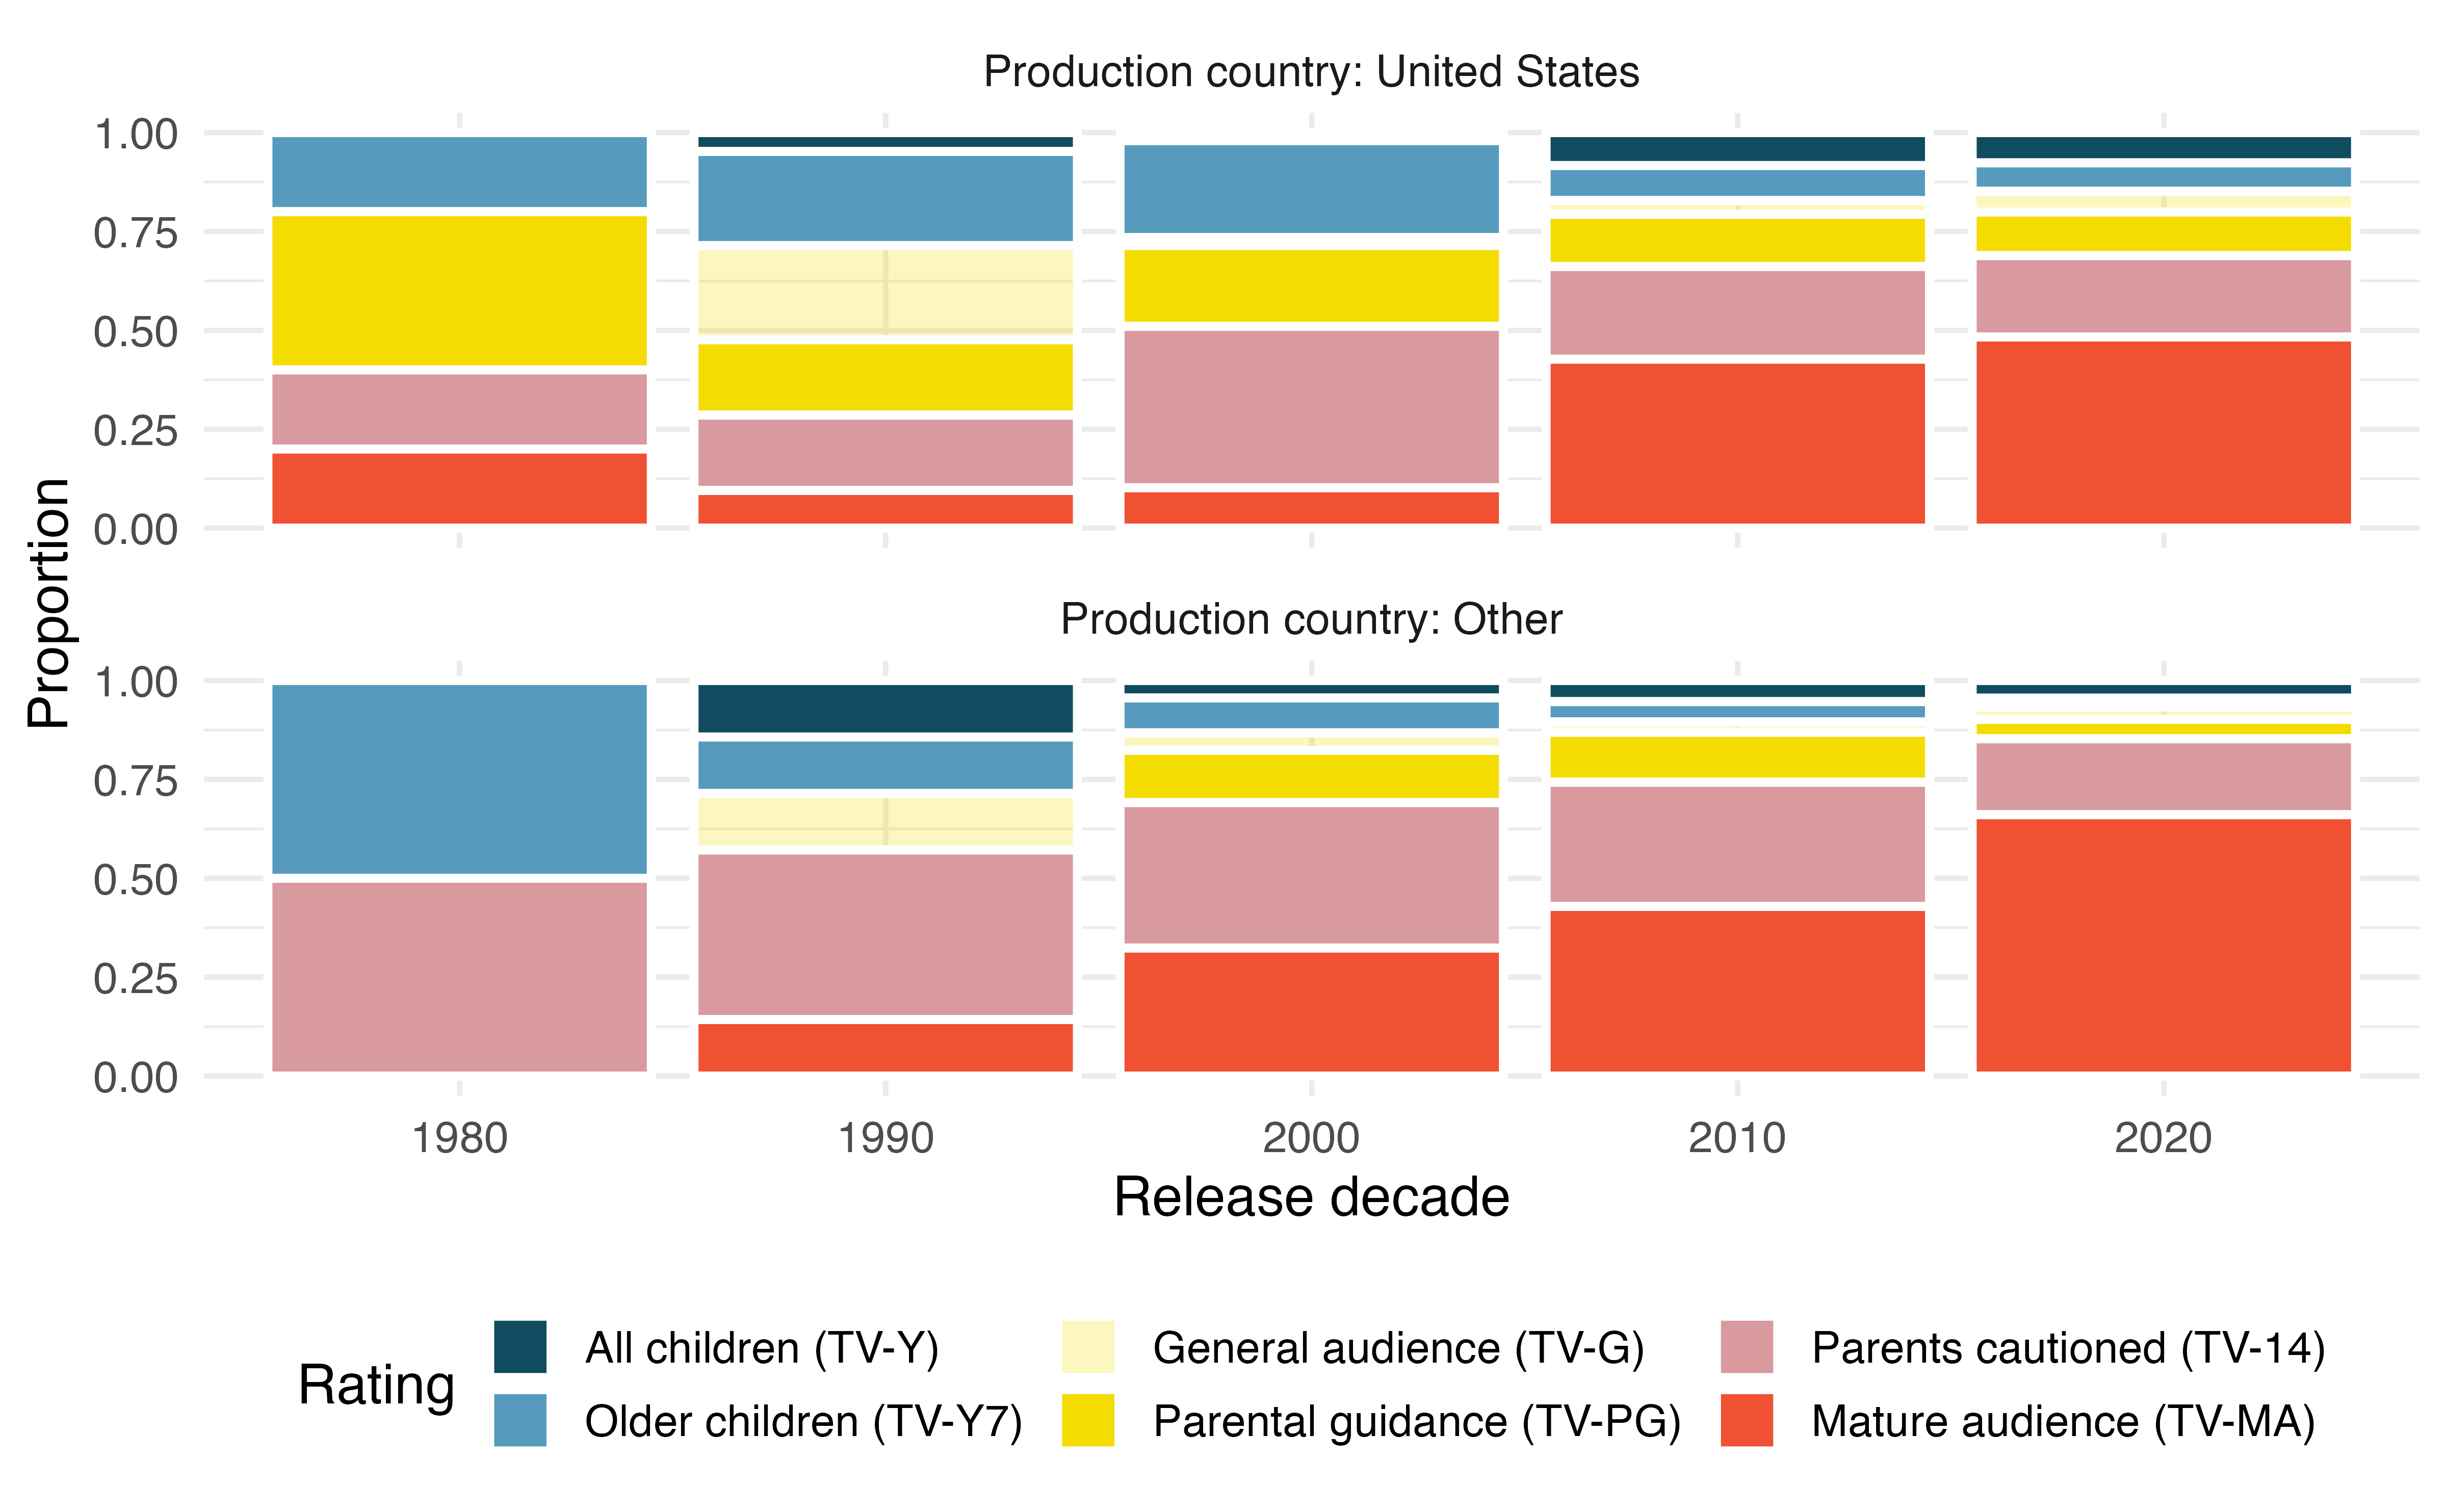 Production country: United States
1.00
0.75
0.50
0.25
0.00
Proportion
Production country: Other
1.00
0.75
0.50
0.25
0.00
1980 1990 2000 2010 2020
Release decade
Rating
All children (TV-Y) General audience (TV-G) Parents cautioned (TV-14)
Older children (TV-Y7) Parental guidance (TV-PG) Mature audience (TV-MA)